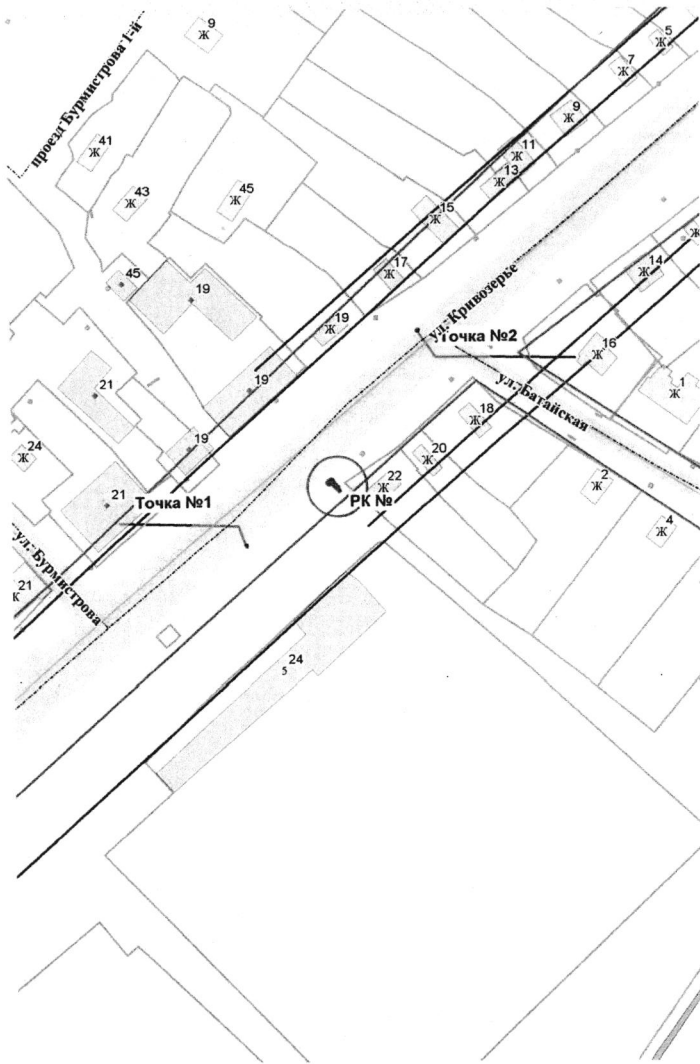 9
Ж
5
Ж
7
Ж
проезд Бурмистрова 1-й
9
Ж
41
Ж
11
Ж
13
Ж
43
Ж
45
Ж
15
Ж
ул. Кривозерье
17
Ж
14
Ж
Ж
45
19
19
Ж
Точка №2
16
Ж
1
Ж
21
19
ул. Батайская
18
Ж
24
Ж
19
20
Ж
22
Ж
2
Ж
21
Точка №1
РК №
4
Ж
ул. Бурмистрова
21
Ж
24
5